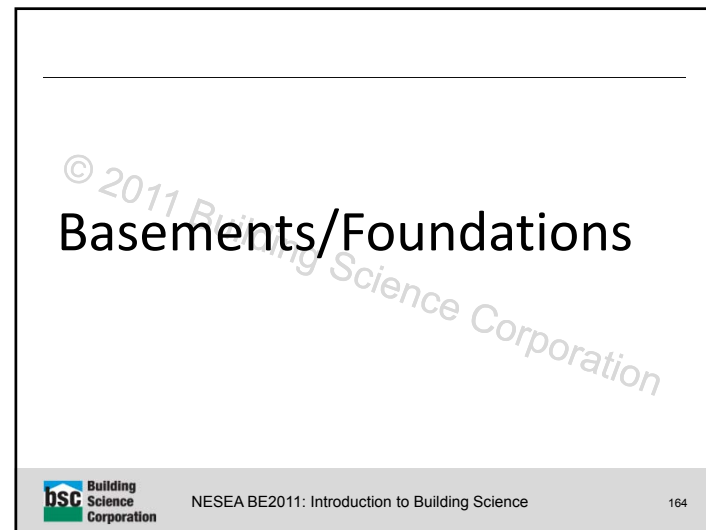 © 2011 Building Science Corporation
Basements/Foundations
bsc Building
Science
Corporation
NESEA BE2011: Introduction to Building Science
164